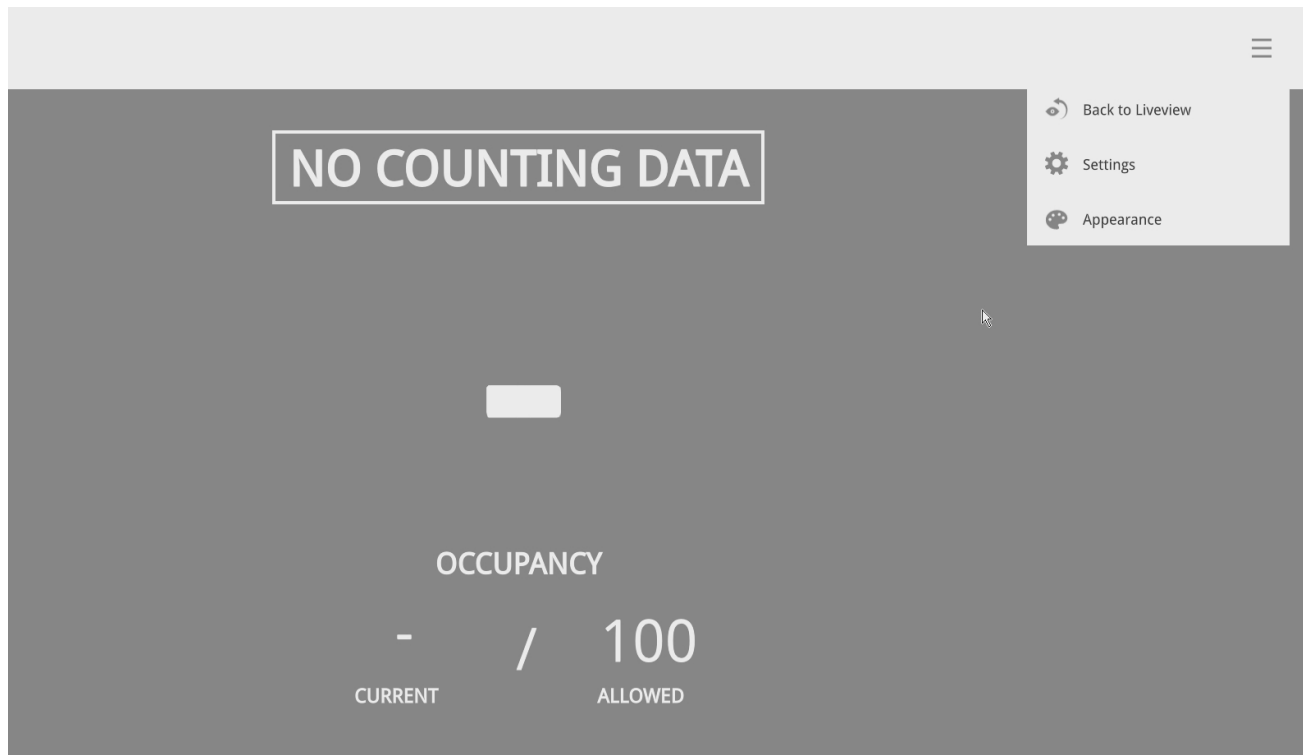 Back to Liveview
NO COUNTING DATA
Settings
Appearance
OCCUPANCY
- / 100
CURRENT ALLOWED